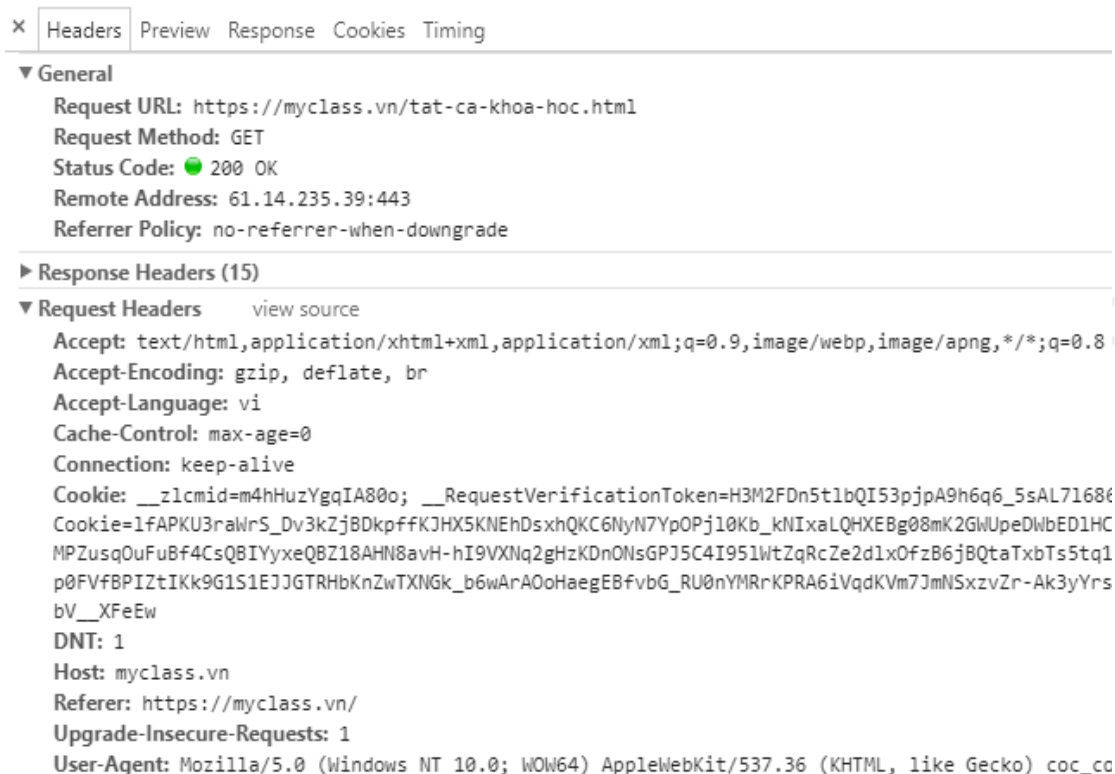 × Headers Preview Response Cookies Timing
▼ General
Request URL: https://myclass.vn/tat-ca-khoa-hoc.html
Request Method: GET
Status Code: 200 OK
Remote Address: 61.14.235.39:443
Referrer Policy: no-referrer-when-downgrade
▶ Response Headers (15)
▼ Request Headers view source
Accept: text/html,application/xhtml+xml,application/xml;q=0.9,image/webp,image/apng,*/*;q=0.8
Accept-Encoding: gzip, deflate, br
Accept-Language: vi
Cache-Control: max-age=0
Connection: keep-alive
Cookie: __zlcmid=m4hHuzYgqIA80o; __RequestVerificationToken=H3M2FDn5tlbQI53pjpA9h6q6_5sAL7l686
Cookie=lfAPKU3raWrS_Dv3kZjBDkpffKJHX5KNEhDsxhQKC6NyN7YpOPjl0Kb_kNIxaLQHXEBg08mK2GWUpeDWbEDlHC
MPZusqOuFuBf4CsQBIYyxeQBZ18AHN8avH-hI9VXNq2gHzKDnONsGPJ5C4I95lWtZqRcZe2dlxOfzB6jBQtaTxbTs5tq1
p0FVfBPIZtIKk9G1S1EJJGTRHbKnZwTXNGk_b6wArAOoHaegEBfvbG_RU0nYMRrKPRA6iVqdKVm7JmNSxzvZr-Ak3yYrs
bV__XFeEw
DNT: 1
Host: myclass.vn
Referer: https://myclass.vn/
Upgrade-Insecure-Requests: 1
User-Agent: Mozilla/5.0 (Windows NT 10.0; WOW64) AppleWebKit/537.36 (KHTML, like Gecko) coc_co